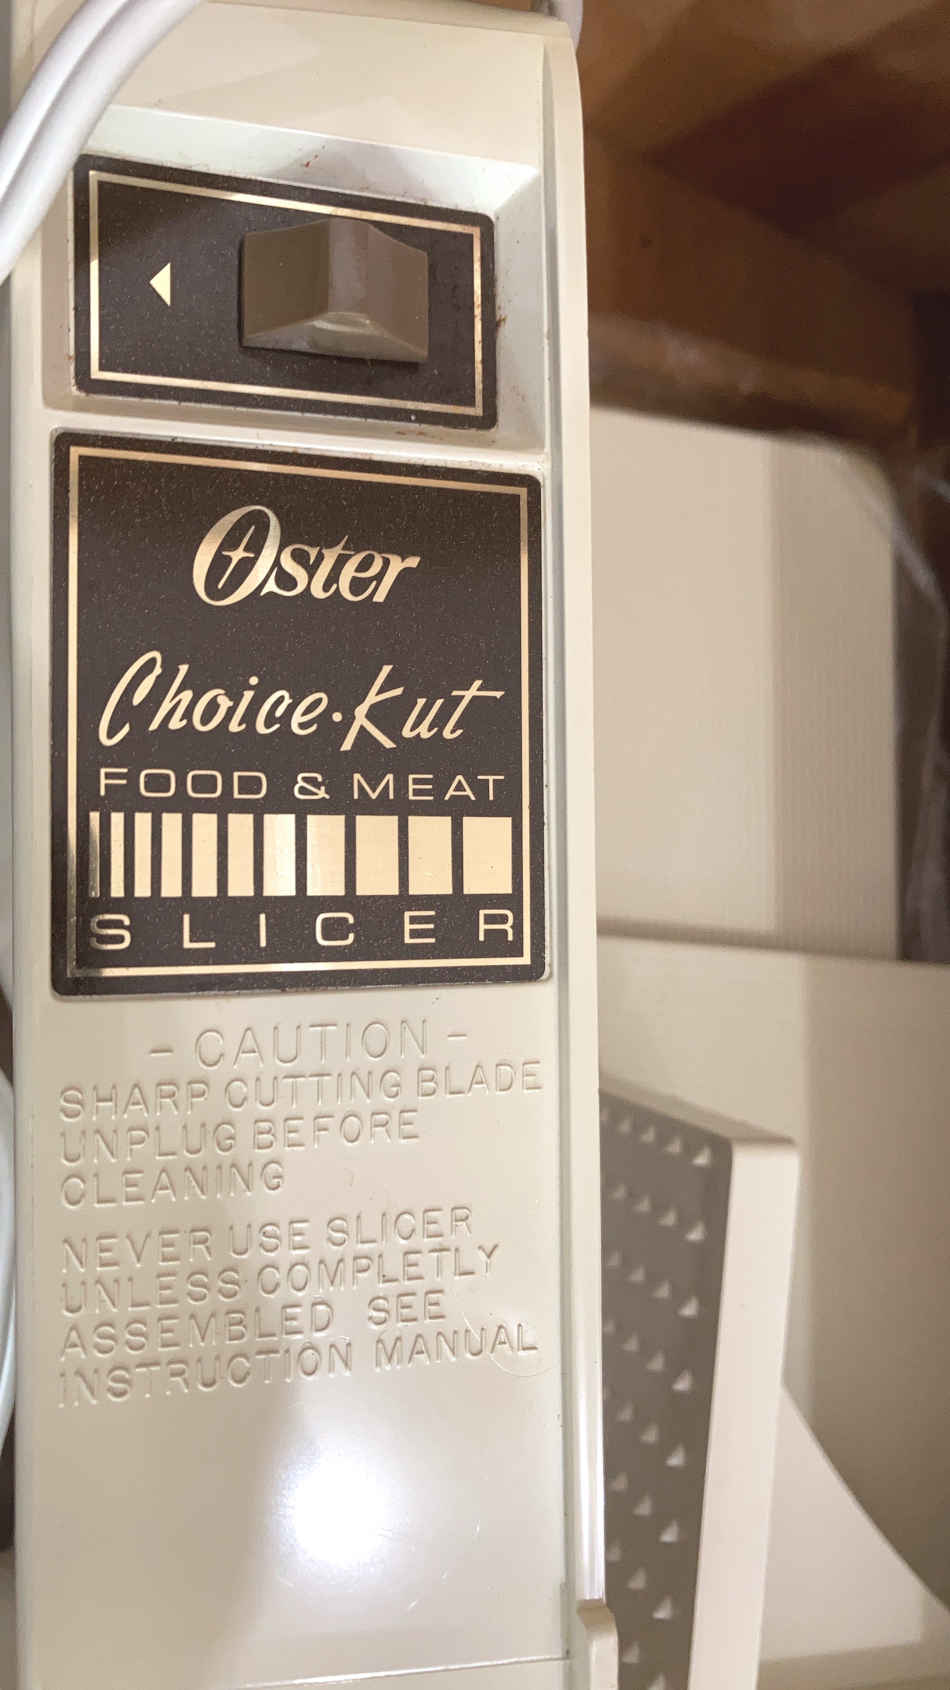 Oster
Choice-Kut
FOOD & MEAT
SLICER
- CAUTION -
SHARP CUTTING BLADE
UNPLUG BEFORE
CLEANING
NEVER USE SLICER
UNLESS COMPLETLY
ASSEMBLED SEE
INSTRUCTION MANUAL